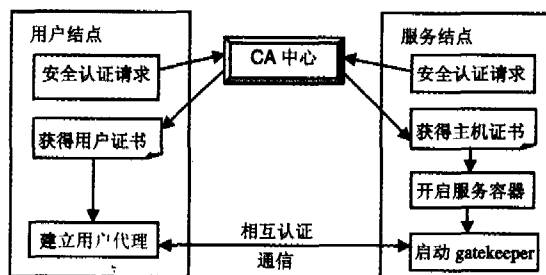 用户结点
安全认证请求
获得用户证书
建立用户代理
CA 中心
相互认证
通信
服务结点
安全认证请求
获得主机证书
开启服务容器
启动 gatekeeper